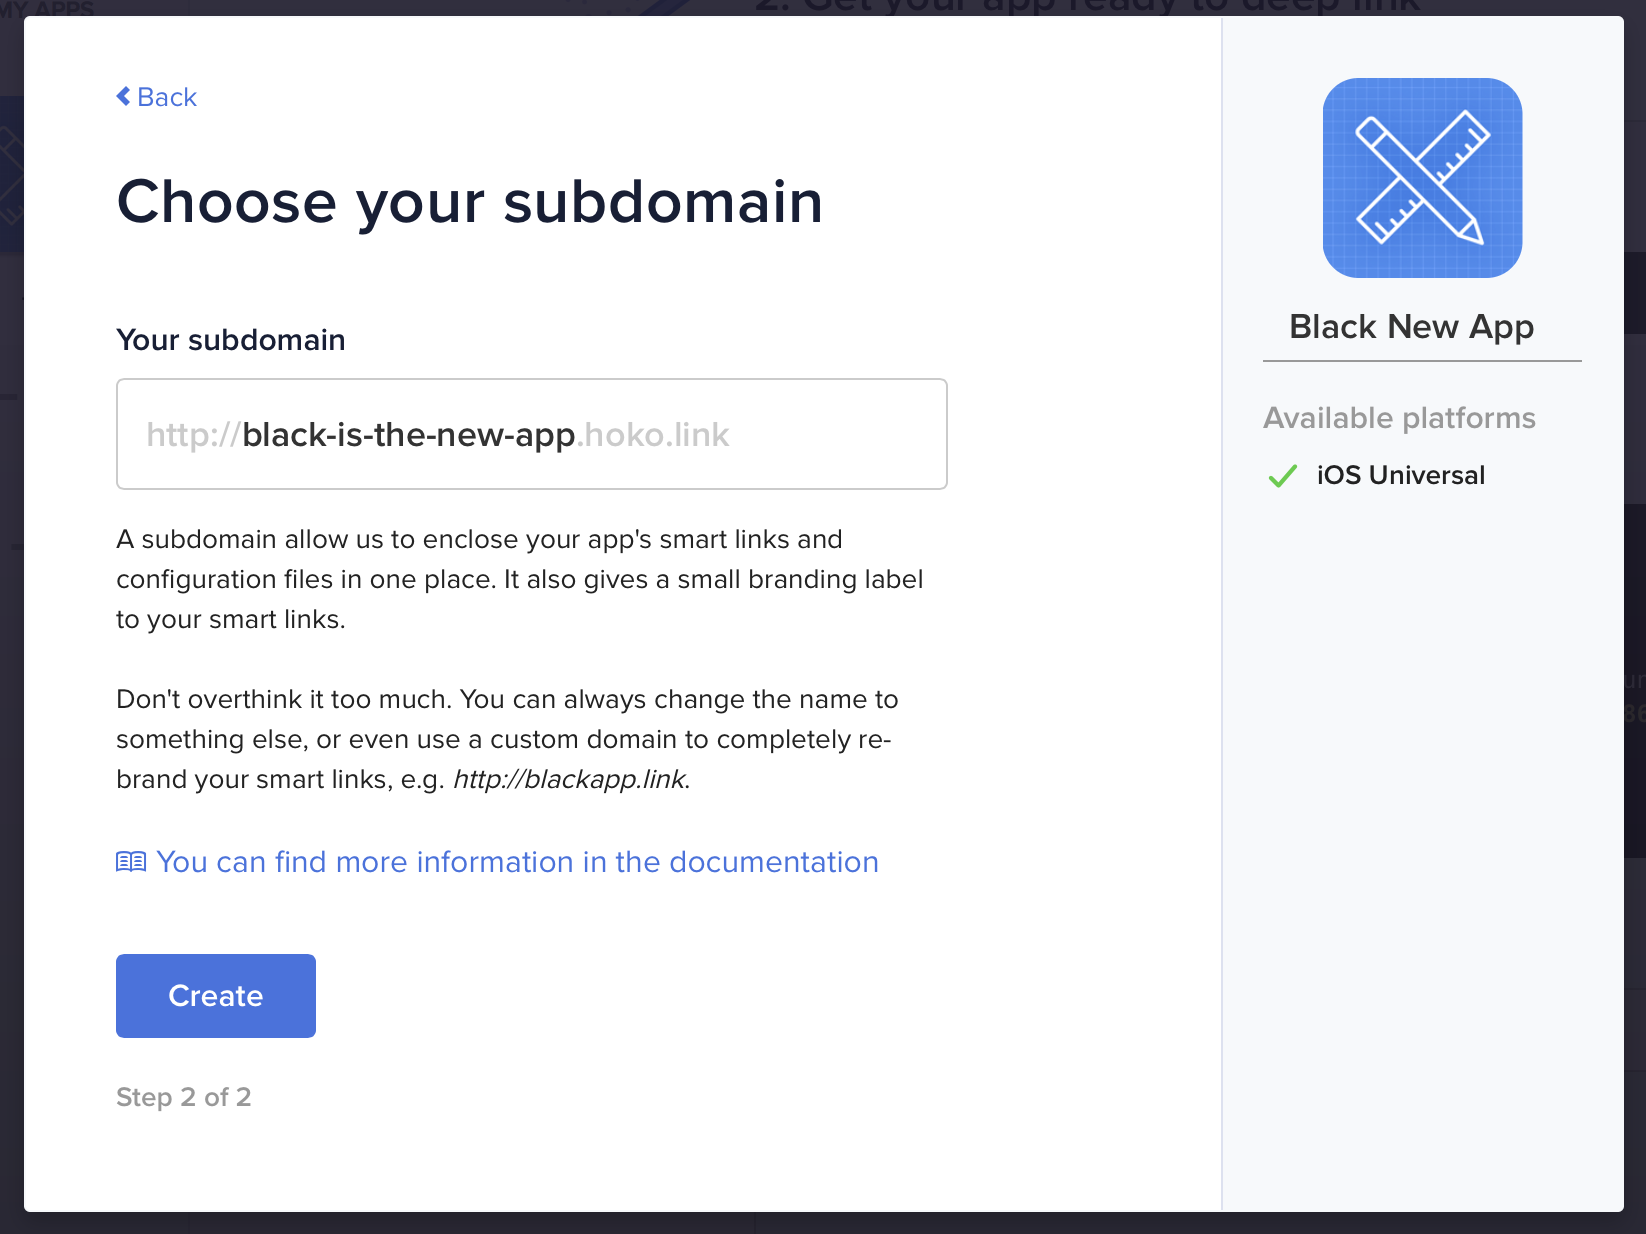 MY APPS
2. Get your app ready to deep link
Back
Choose your subdomain
Your subdomain
http://black-is-the-new-app.hoko.link
A subdomain allow us to enclose your app's smart links and
configuration files in one place. It also gives a small branding label
to your smart links.
Don't overthink it too much. You can always change the name to
something else, or even use a custom domain to completely re-
brand your smart links, e.g. http://blackapp.link.
You can find more information in the documentation
Create
Step 2 of 2
Black New App
Available platforms
iOS Universal